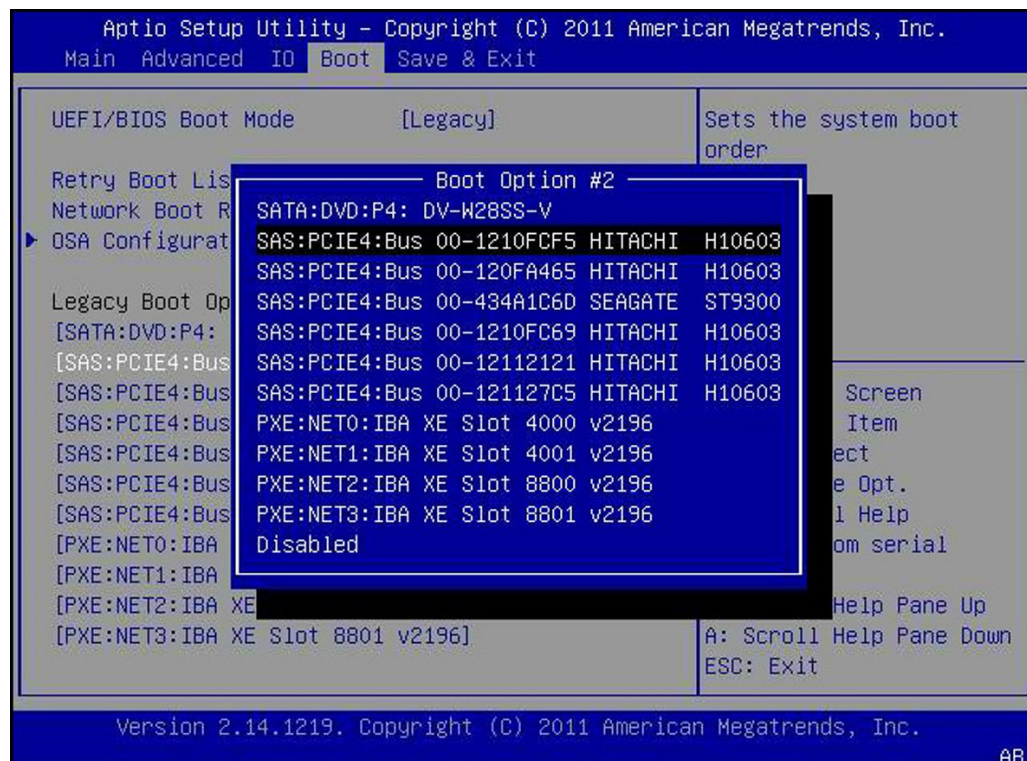 Aptio Setup Utility – Copyright (C) 2011 American Megatrends, Inc.
Main Advanced IO Boot Save & Exit
UEFI/BIOS Boot Mode [Legacy]
Sets the system boot
order
Retry Boot Lis
Network Boot R
OSA Configurat
Legacy Boot Op
[SATA:DVD:P4:
[SAS:PCIE4:Bus
[SAS:PCIE4:Bus
[SAS:PCIE4:Bus
[SAS:PCIE4:Bus
[SAS:PCIE4:Bus
[SAS:PCIE4:Bus
[PXE:NET0:IBA
[PXE:NET1:IBA
[PXE:NET2:IBA XE
[PXE:NET3:IBA XE Slot 8801 v2196]
Boot Option #2
SATA:DVD:P4: DV-W28SS-V
SAS:PCIE4:Bus 00-1210FCF5 HITACHI H10603
SAS:PCIE4:Bus 00-120FA465 HITACHI H10603
SAS:PCIE4:Bus 00-434A1C6D SEAGATE ST9300
SAS:PCIE4:Bus 00-1210FC69 HITACHI H10603
SAS:PCIE4:Bus 00-12112121 HITACHI H10603
SAS:PCIE4:Bus 00-121127C5 HITACHI H10603
PXE:NET0:IBA XE Slot 4000 v2196
PXE:NET1:IBA XE Slot 4001 v2196
PXE:NET2:IBA XE Slot 8800 v2196
PXE:NET3:IBA XE Slot 8801 v2196
Disabled
Screen
Item
ect
e Opt.
l Help
om serial
Help Pane Up
A: Scroll Help Pane Down
ESC: Exit
Version 2.14.1219. Copyright (C) 2011 American Megatrends, Inc.
AB